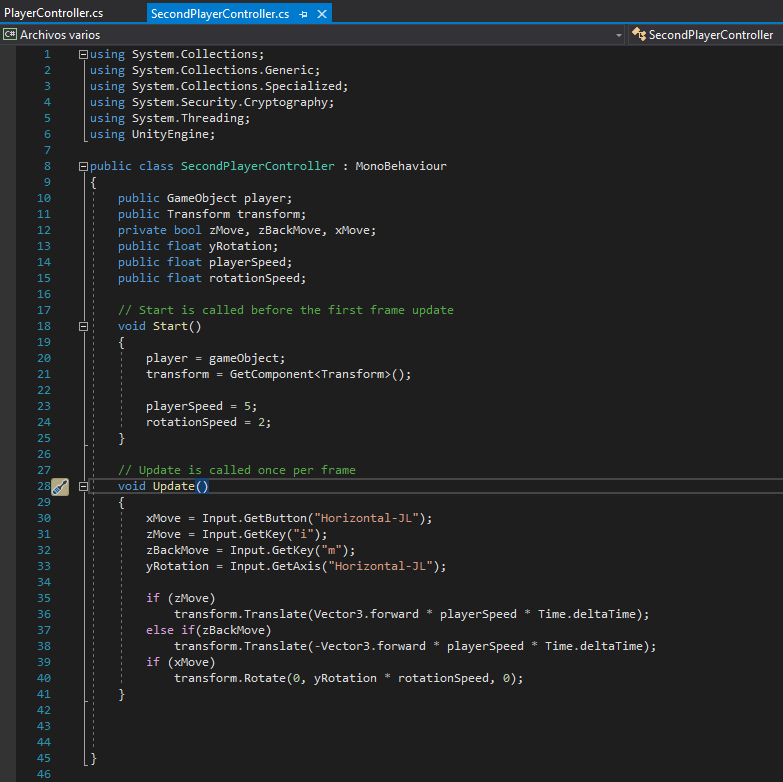 PlayerController.cs
SecondPlayerController.cs
C# Archivos varios
SecondPlayerController
1 using System.Collections;
2 using System.Collections.Generic;
3 using System.Collections.Specialized;
4 using System.Security.Cryptography;
5 using System.Threading;
6 using UnityEngine;
7
8 public class SecondPlayerController : MonoBehaviour
9 {
10 public GameObject player;
11 public Transform transform;
12 private bool zMove, zBackMove, xMove;
13 public float yRotation;
14 public float playerSpeed;
15 public float rotationSpeed;
16
17 // Start is called before the first frame update
18 void Start()
19 {
20 player = gameObject;
21 transform = GetComponent<Transform>();
22
23 playerSpeed = 5;
24 rotationSpeed = 2;
25 }
26
27 // Update is called once per frame
28 void Update()
29 {
30 xMove = Input.GetButton("Horizontal-JL");
31 zMove = Input.GetKey("i");
32 zBackMove = Input.GetKey("m");
33 yRotation = Input.GetAxis("Horizontal-JL");
34
35 if (zMove)
36 transform.Translate(Vector3.forward * playerSpeed * Time.deltaTime);
37 else if(zBackMove)
38 transform.Translate(-Vector3.forward * playerSpeed * Time.deltaTime);
39 if (xMove)
40 transform.Rotate(0, yRotation * rotationSpeed, 0);
41 }
42
43
44
45 }
46